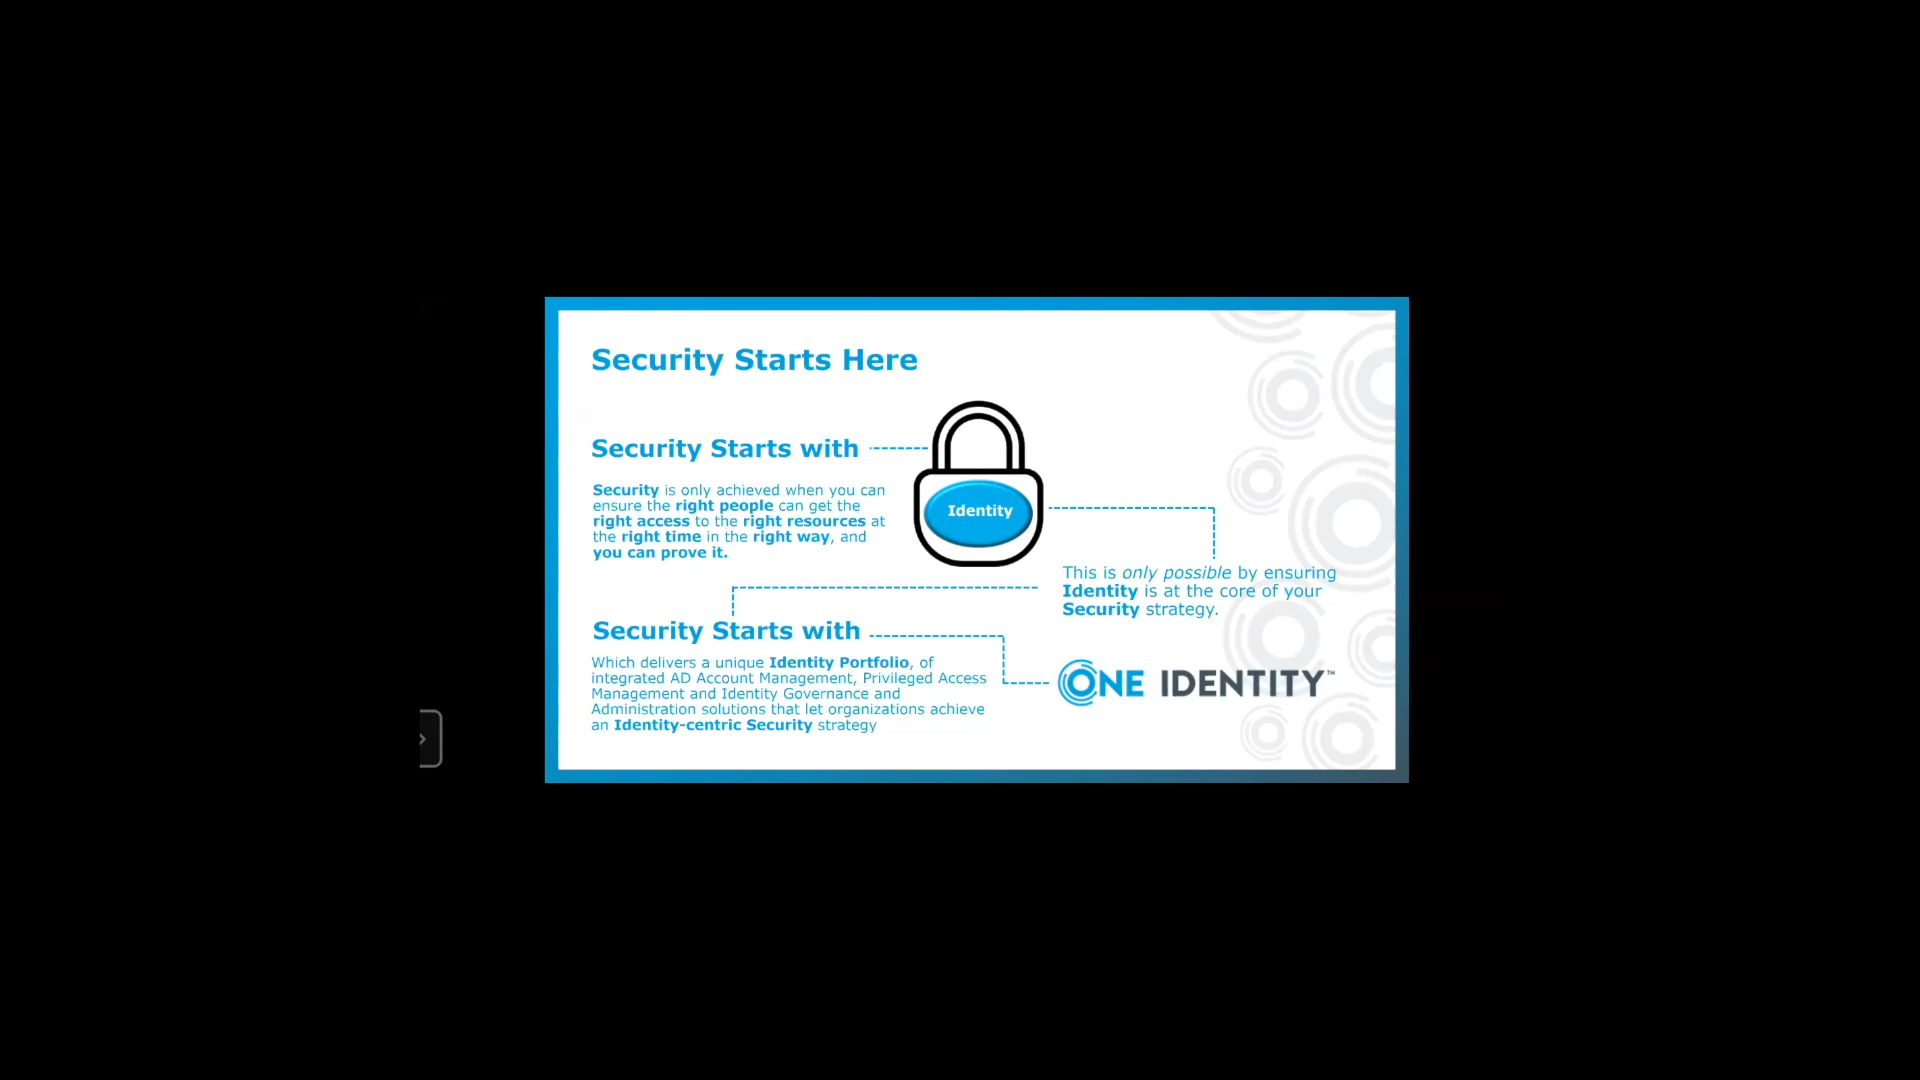 Security Starts Here
Security Starts with
Identity
Security is only achieved when you can
ensure the right people can get the
right access to the right resources at
the right time in the right way, and
you can prove it.
This is only possible by ensuring
Identity is at the core of your
Security strategy.
Security Starts with
ONE IDENTITY™
Which delivers a unique Identity Portfolio, of
integrated AD Account Management, Privileged Access
Management and Identity Governance and
Administration solutions that let organizations achieve
an Identity-centric Security strategy